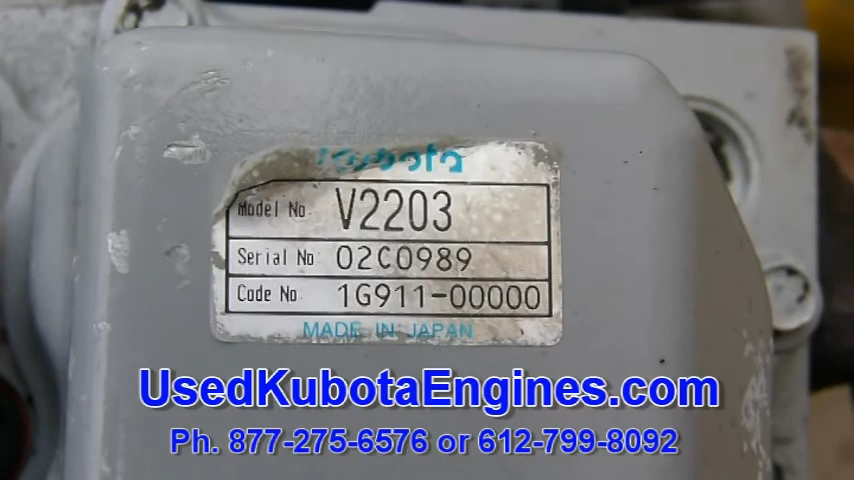 Kubota
Model No. V2203
Serial No. 02C0989
Code No. 1G911-00000
MADE IN JAPAN
UsedKubotaEngines.com
Ph. 877-275-6576 or 612-799-8092